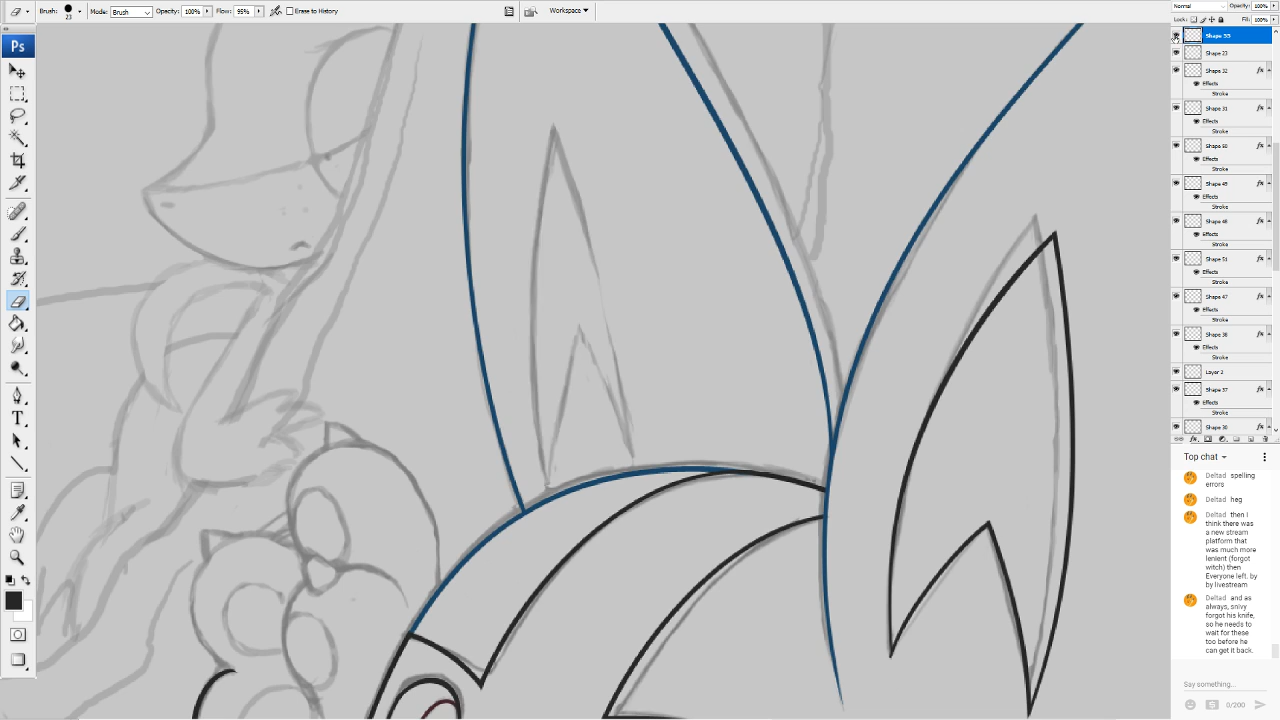 Brush: 23 Mode: Brush Opacity: 100% Flow: 95% Erase to History Workspace
Normal Opacity: 100%
Lock: Fill: 100%
Ps
Shape 23
Shape 32
Effects
Stroke
Shape 31
Effects
Stroke
Shape 50
Effects
Stroke
Shape 49
Effects
Stroke
Shape 48
Effects
Stroke
Shape 51
Effects
Stroke
Shape 47
Effects
Stroke
Shape 38
Effects
Stroke
Layer 2
Shape 37
Effects
Stroke
Shape 30
Top chat
Deltad spelling
errors
Deltad heg
Deltad then I
think there was
a new stream
platform that
was much more
lenient (forgot
witch) then
Everyone left. by
by livestream
Deltad and as
always, snivy
forgot his knife,
so he needs to
wait for these
too before he
can get it back.
Say something...
0/200